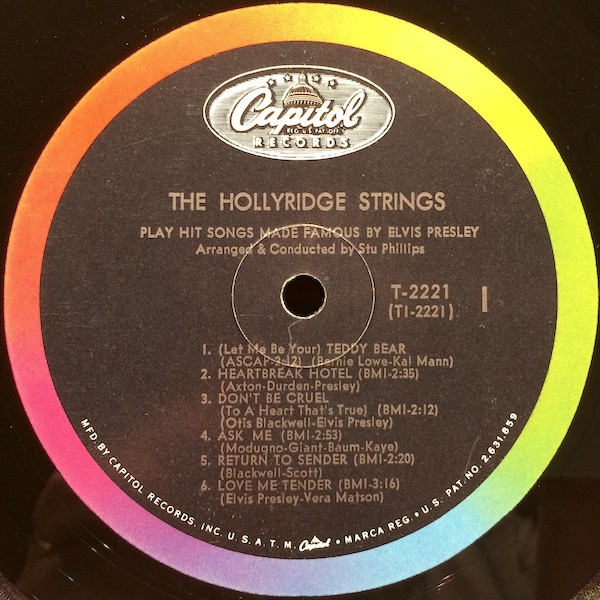 Capitol
REG. U.S. PAT. OFF.
RECORDS
THE HOLLYRIDGE STRINGS
PLAY HIT SONGS MADE FAMOUS BY ELVIS PRESLEY
Arranged & Conducted by Stu Phillips
T-2221 1
(T1-2221)
1. (Let Me Be Your) TEDDY BEAR
(ASCAP-3:12) (Bernie Lowe-Kal Mann)
2. HEARTBREAK HOTEL (BMI-2:35)
(Axton-Durden-Presley)
3. DON'T BE CRUEL
(To A Heart That's True) (BMI-2:12)
(Otis Blackwell-Elvis Presley)
4. ASK ME (BMI-2:53)
(Modugno-Giant-Baum-Kaye)
5. RETURN TO SENDER (BMI-2:20)
(Blackwell-Scott)
6. LOVE ME TENDER (BMI-3:16)
(Elvis Presley-Vera Matson)
MFD. BY CAPITOL RECORDS, INC. U.S.A. T.M. Capitol • MARCA REG. • U.S. PAT. NO. 2,631,859